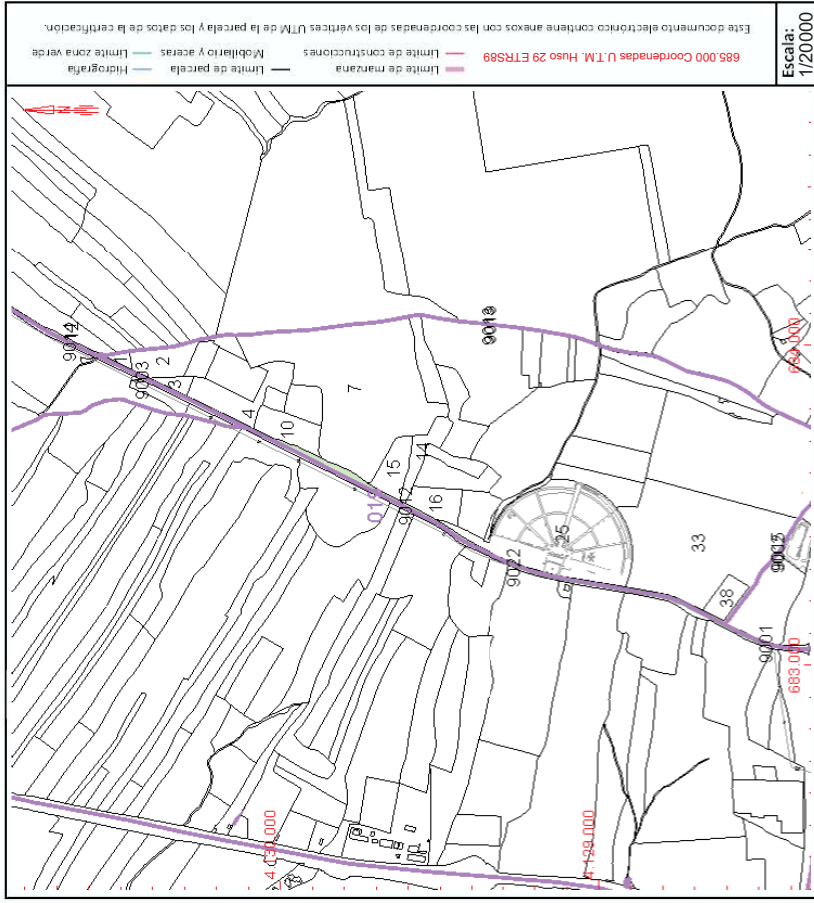 Este documento electrónico contiene anexos con las coordenadas de los vértices UTM de la parcela y los datos de la certificación.
685.000 Coordenadas U.T.M. Huso 29 ETRS89
Límite de manzana
Límite de construcciones
Límite de parcela
Mobiliario y aceras
Hidrografía
Límite zona verde
Escala:
1/20000
9014
1
2
9003
3
4
10
7
9018
684.000
15
14
16
25
9022
33
38
9001
683.000
4.130.000
4.129.000